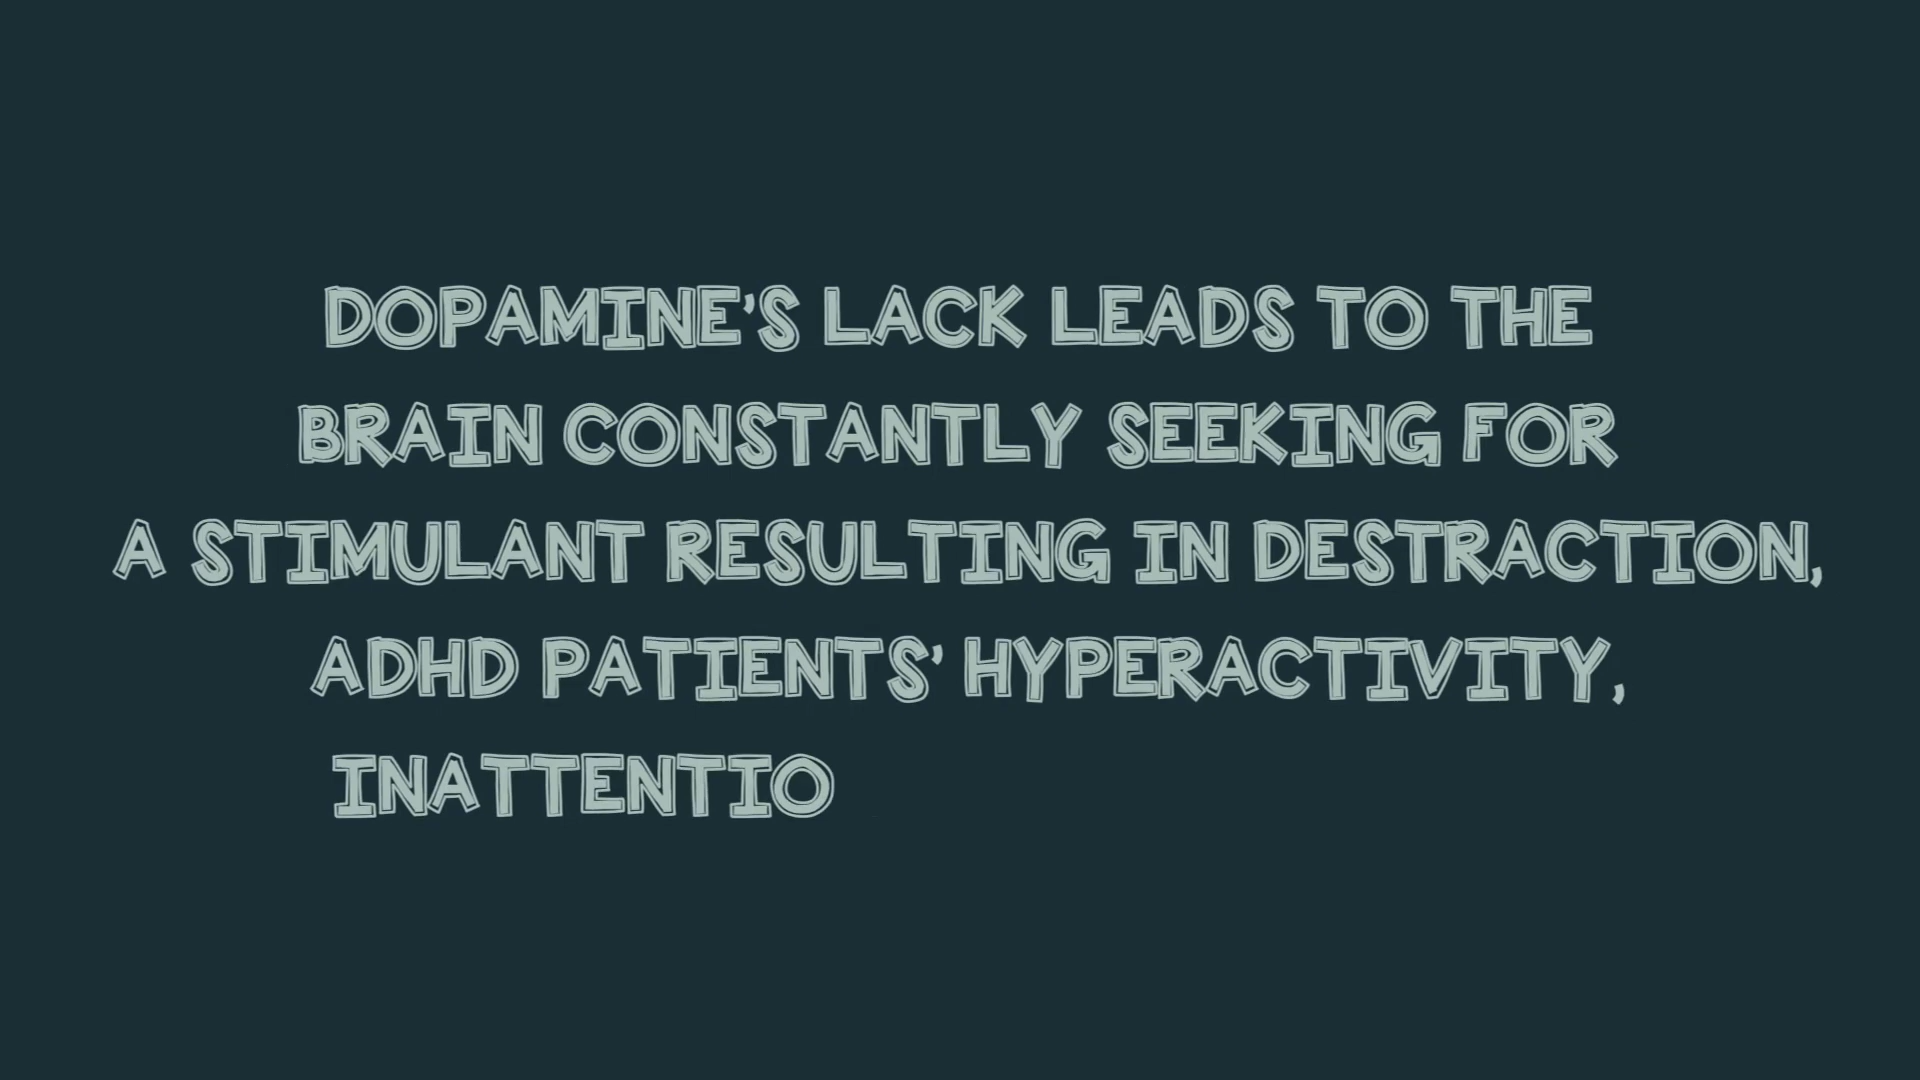 DOPAMINE'S LACK LEADS TO THE
BRAIN CONSTANTLY SEEKING FOR
A STIMULANT RESULTING IN DESTRACTION,
ADHD PATIENTS' HYPERACTIVITY,
INATTENTIO